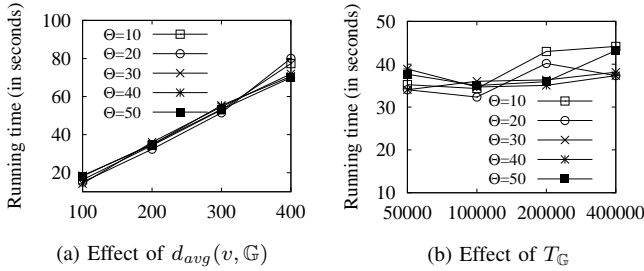 Running time (in seconds)
100
80
60
40
20
Θ=10
Θ=20
Θ=30
Θ=40
Θ=50
100 200 300 400
(a) Effect of d_{avg}(v, 𝔾)
Running time (in seconds)
50
40
30
20
10
Θ=10
Θ=20
Θ=30
Θ=40
Θ=50
50000 100000 200000 400000
(b) Effect of T_𝔾